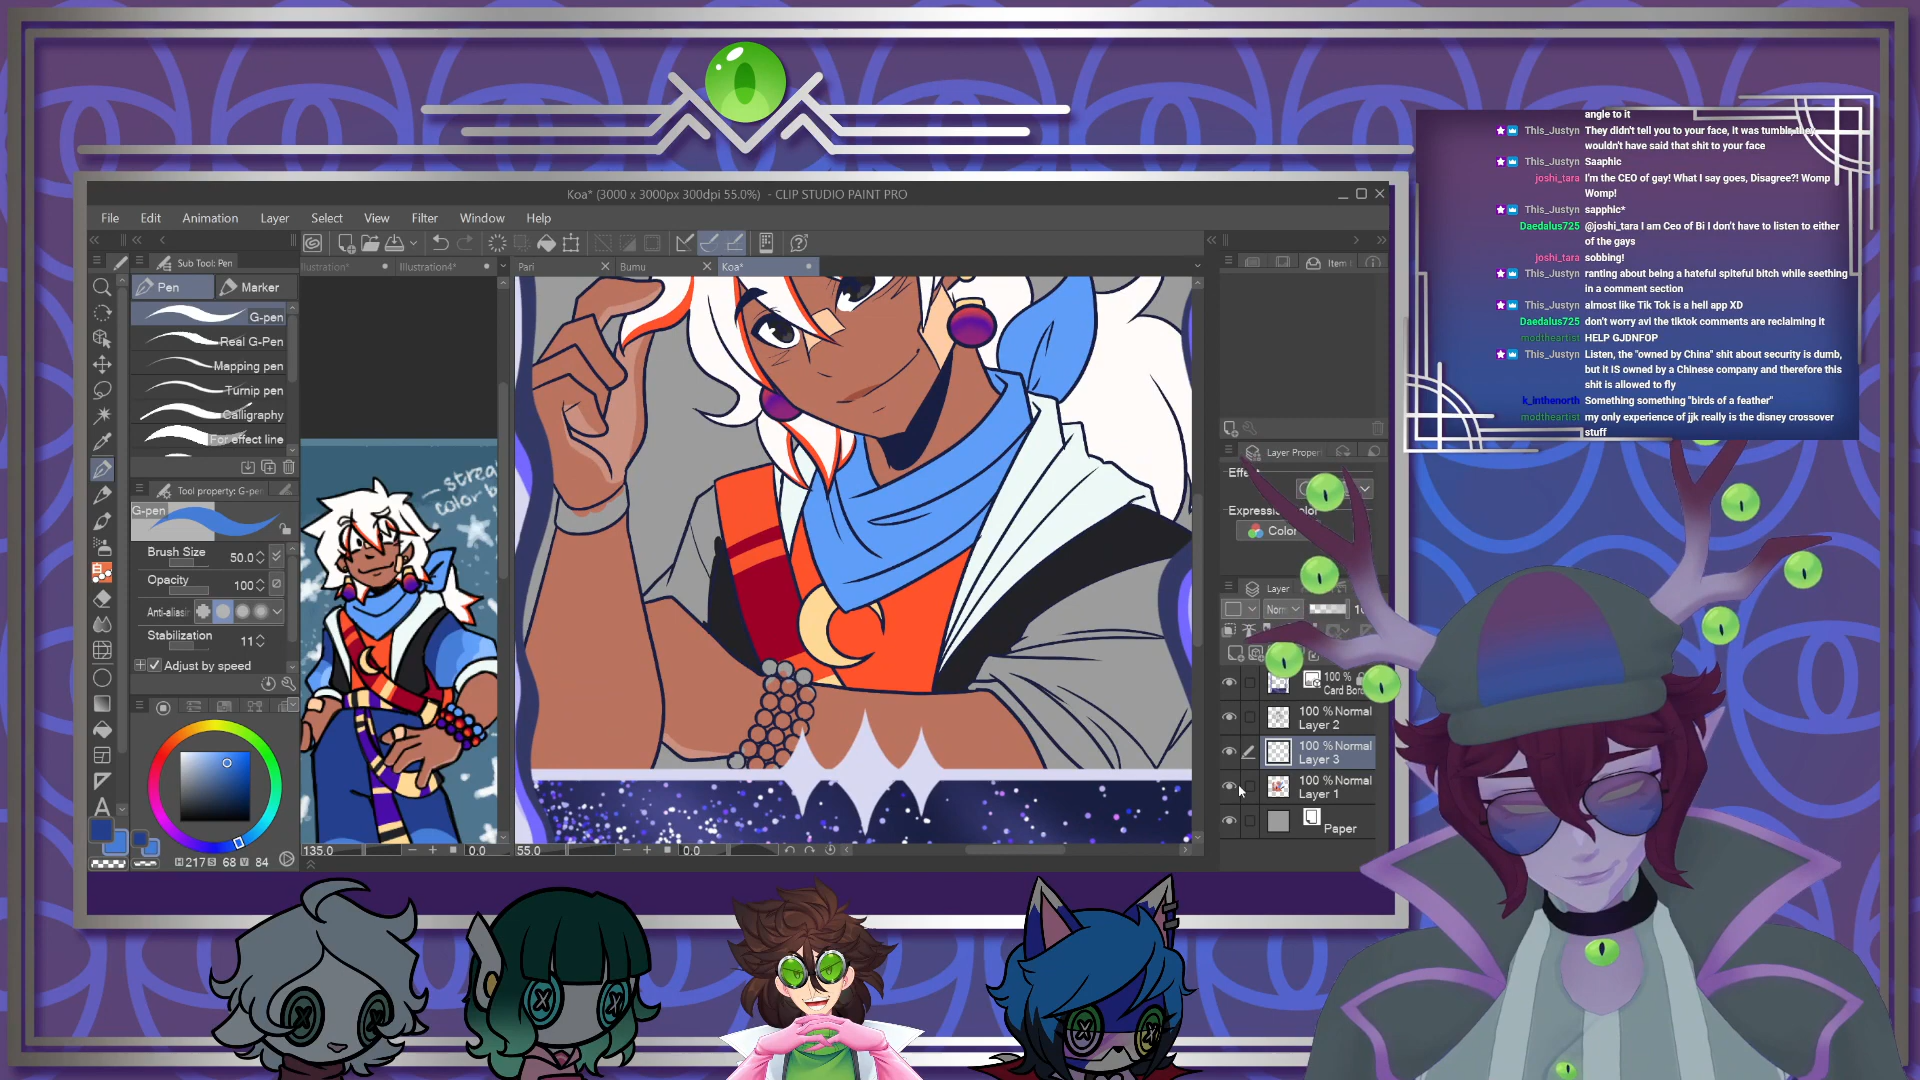 Koa* (3000 x 3000px 300dpi 55.0%) - CLIP STUDIO PAINT PRO
File Edit Animation Layer Select View Filter Window Help
Sub Tool: Pen
Pen Marker
G-pen
Real G-Pen
Mapping pen
Turnip pen
Calligraphy
For effect line
Tool property: G-pen
G-pen
Brush Size 50.0
Opacity 100
Anti-alias
Stabilization 11
Adjust by speed
H 217 S 68 V 84
Illustration4* Pari Bumu Koa*
135.0 0.0
55.0 0.0
Item
Layer Proper
Expression color
Color
Layer
100 %
Card Bor
100 % Normal
Layer 2
100 % Normal
Layer 3
100 % Normal
Layer 1
Paper
angle to it
This_Justyn They didn't tell you to your face, it was tumblr they
wouldn't have said that shit to your face
This_Justyn Saaphic
joshi_tara I'm the CEO of gay! What I say goes, Disagree?! Womp
Womp!
This_Justyn sapphic*
Daedalus725 @joshi_tara I am Ceo of Bi I don't have to listen to either
of the gays
joshi_tara sobbing!
This_Justyn ranting about being a hateful spiteful bitch while seething
in a comment section
This_Justyn almost like Tik Tok is a hell app XD
Daedalus725 don't worry avi the tiktok comments are reclaiming it
modtheartist HELP GJDNFOP
This_Justyn Listen, the "owned by China" shit about security is dumb,
but it IS owned by a Chinese company and therefore this
shit is allowed to fly
k_inthenorth Something something "birds of a feather"
modtheartist my only experience of jjk really is the disney crossover
stuff